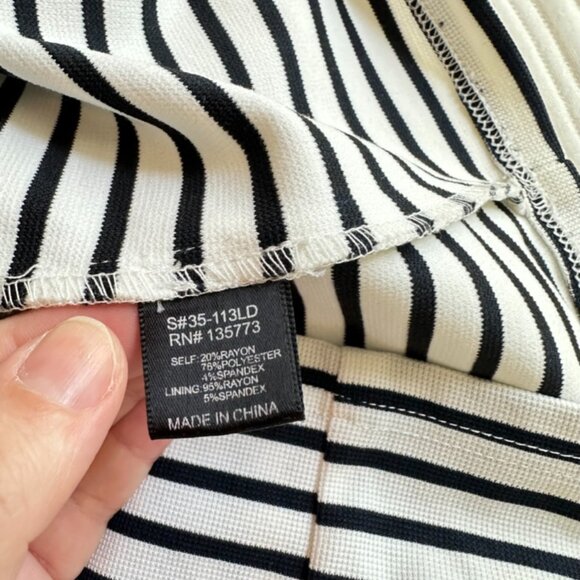 S#35-113LD
RN# 135773
SELF: 20%RAYON
76%POLYESTER
4%SPANDEX
LINING: 95%RAYON
5%SPANDEX
MADE IN CHINA